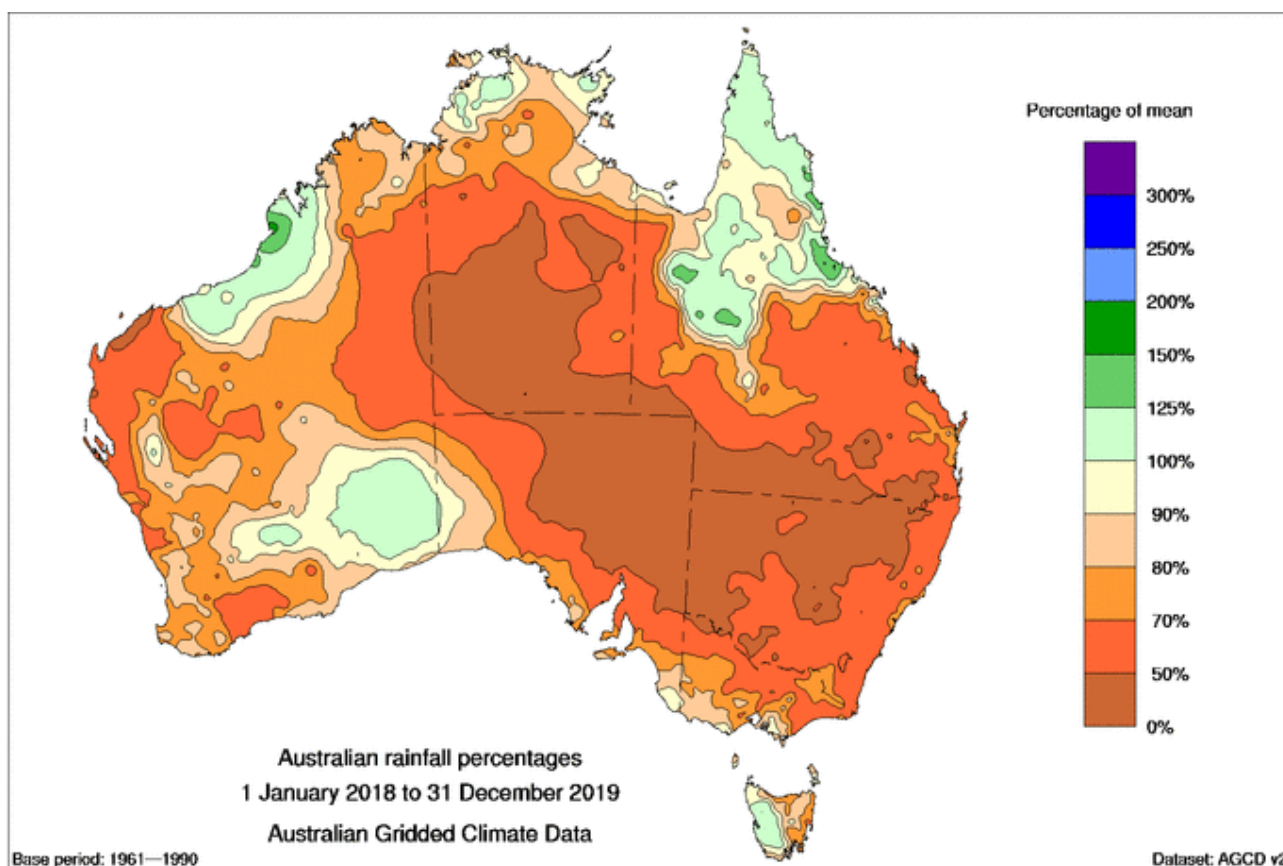 Percentage of mean
300%
250%
200%
150%
125%
100%
90%
80%
70%
50%
0%
Australian rainfall percentages
1 January 2018 to 31 December 2019
Australian Gridded Climate Data
Base period: 1961—1990
Dataset: AGCD v2